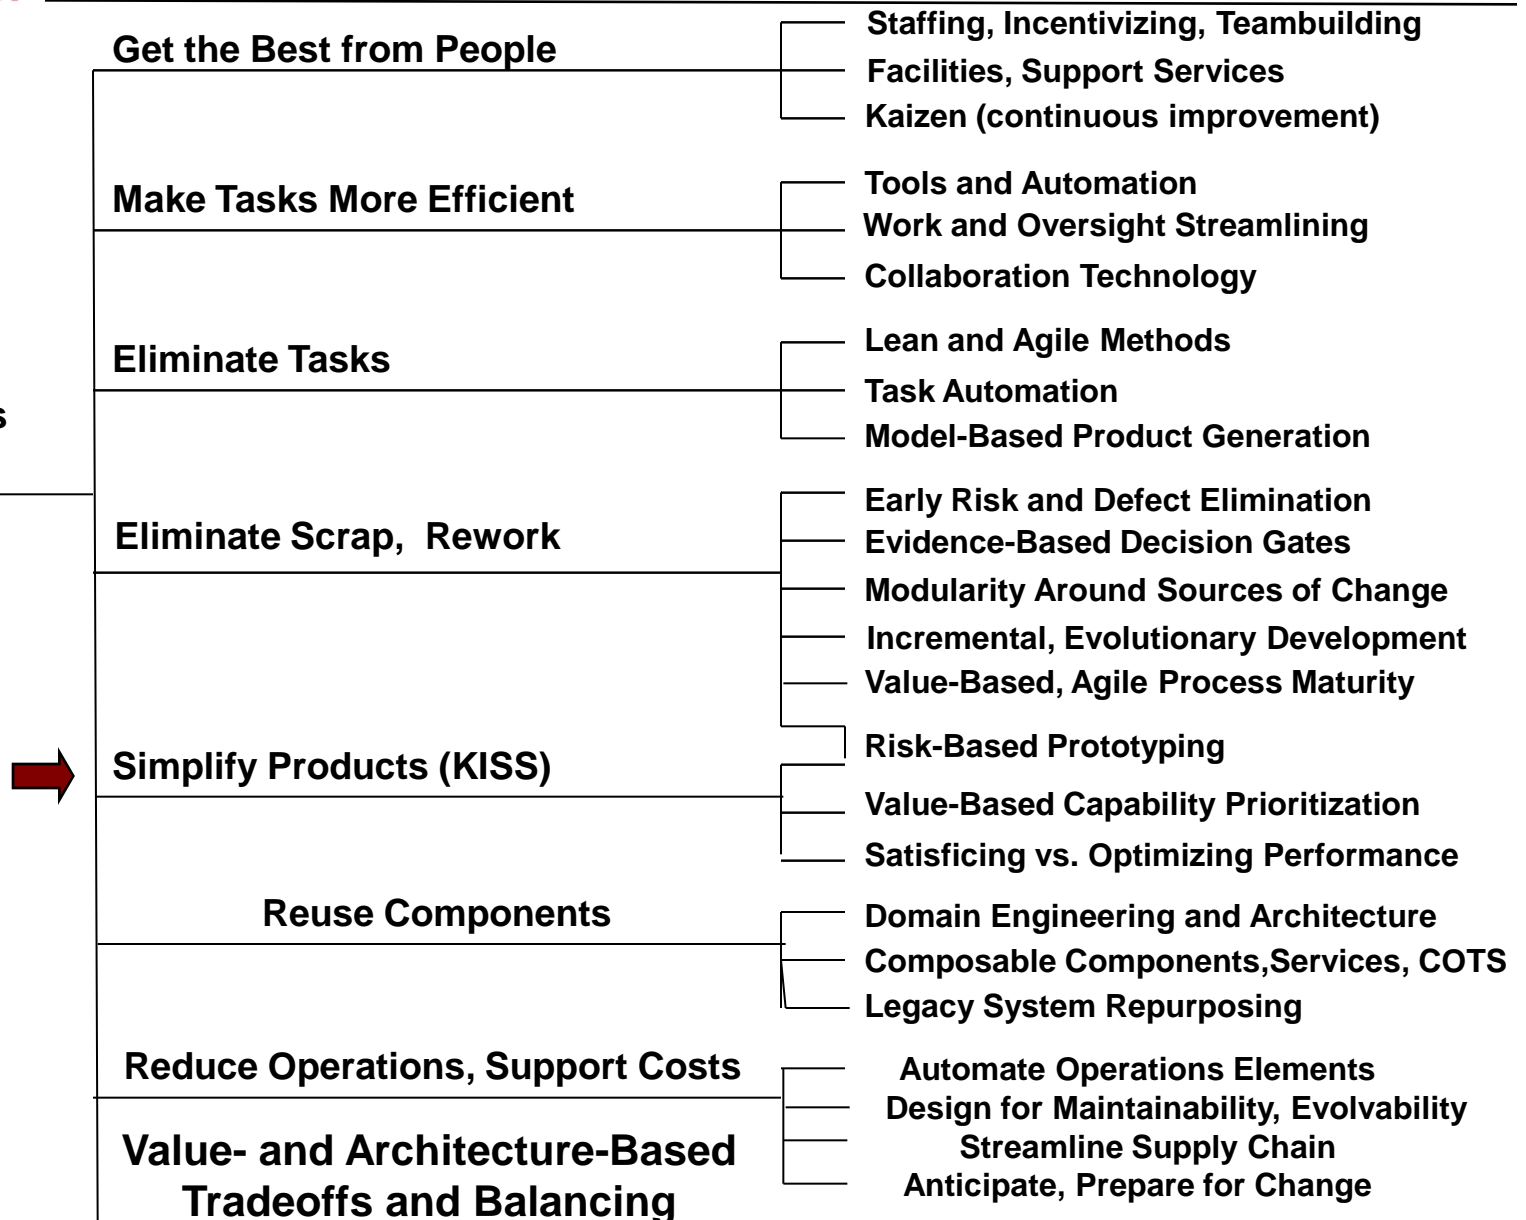 Get the Best from People
Staffing, Incentivizing, Teambuilding
Facilities, Support Services
Kaizen (continuous improvement)
Make Tasks More Efficient
Tools and Automation
Work and Oversight Streamlining
Collaboration Technology
Eliminate Tasks
Lean and Agile Methods
Task Automation
Model-Based Product Generation
Eliminate Scrap, Rework
Early Risk and Defect Elimination
Evidence-Based Decision Gates
Modularity Around Sources of Change
Incremental, Evolutionary Development
Value-Based, Agile Process Maturity
Risk-Based Prototyping
Simplify Products (KISS)
Value-Based Capability Prioritization
Satisficing vs. Optimizing Performance
Reuse Components
Domain Engineering and Architecture
Composable Components,Services, COTS
Legacy System Repurposing
Reduce Operations, Support Costs
Automate Operations Elements
Design for Maintainability, Evolvability
Streamline Supply Chain
Anticipate, Prepare for Change
Value- and Architecture-Based
Tradeoffs and Balancing